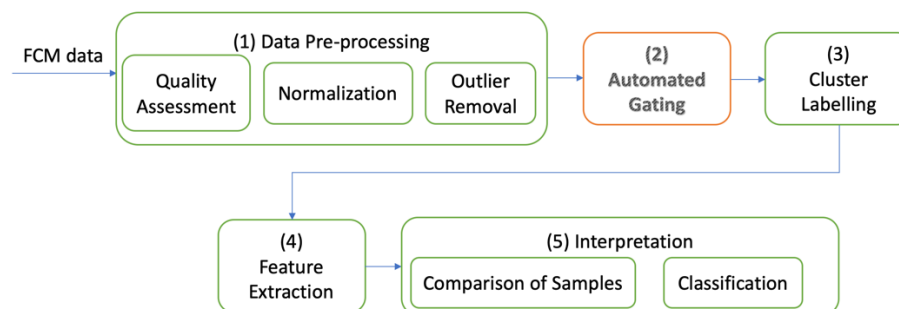 FCM data
(1) Data Pre-processing
Quality
Assessment
Normalization
Outlier
Removal
(2)
Automated
Gating
(3)
Cluster
Labelling
(4)
Feature
Extraction
(5) Interpretation
Comparison of Samples
Classification